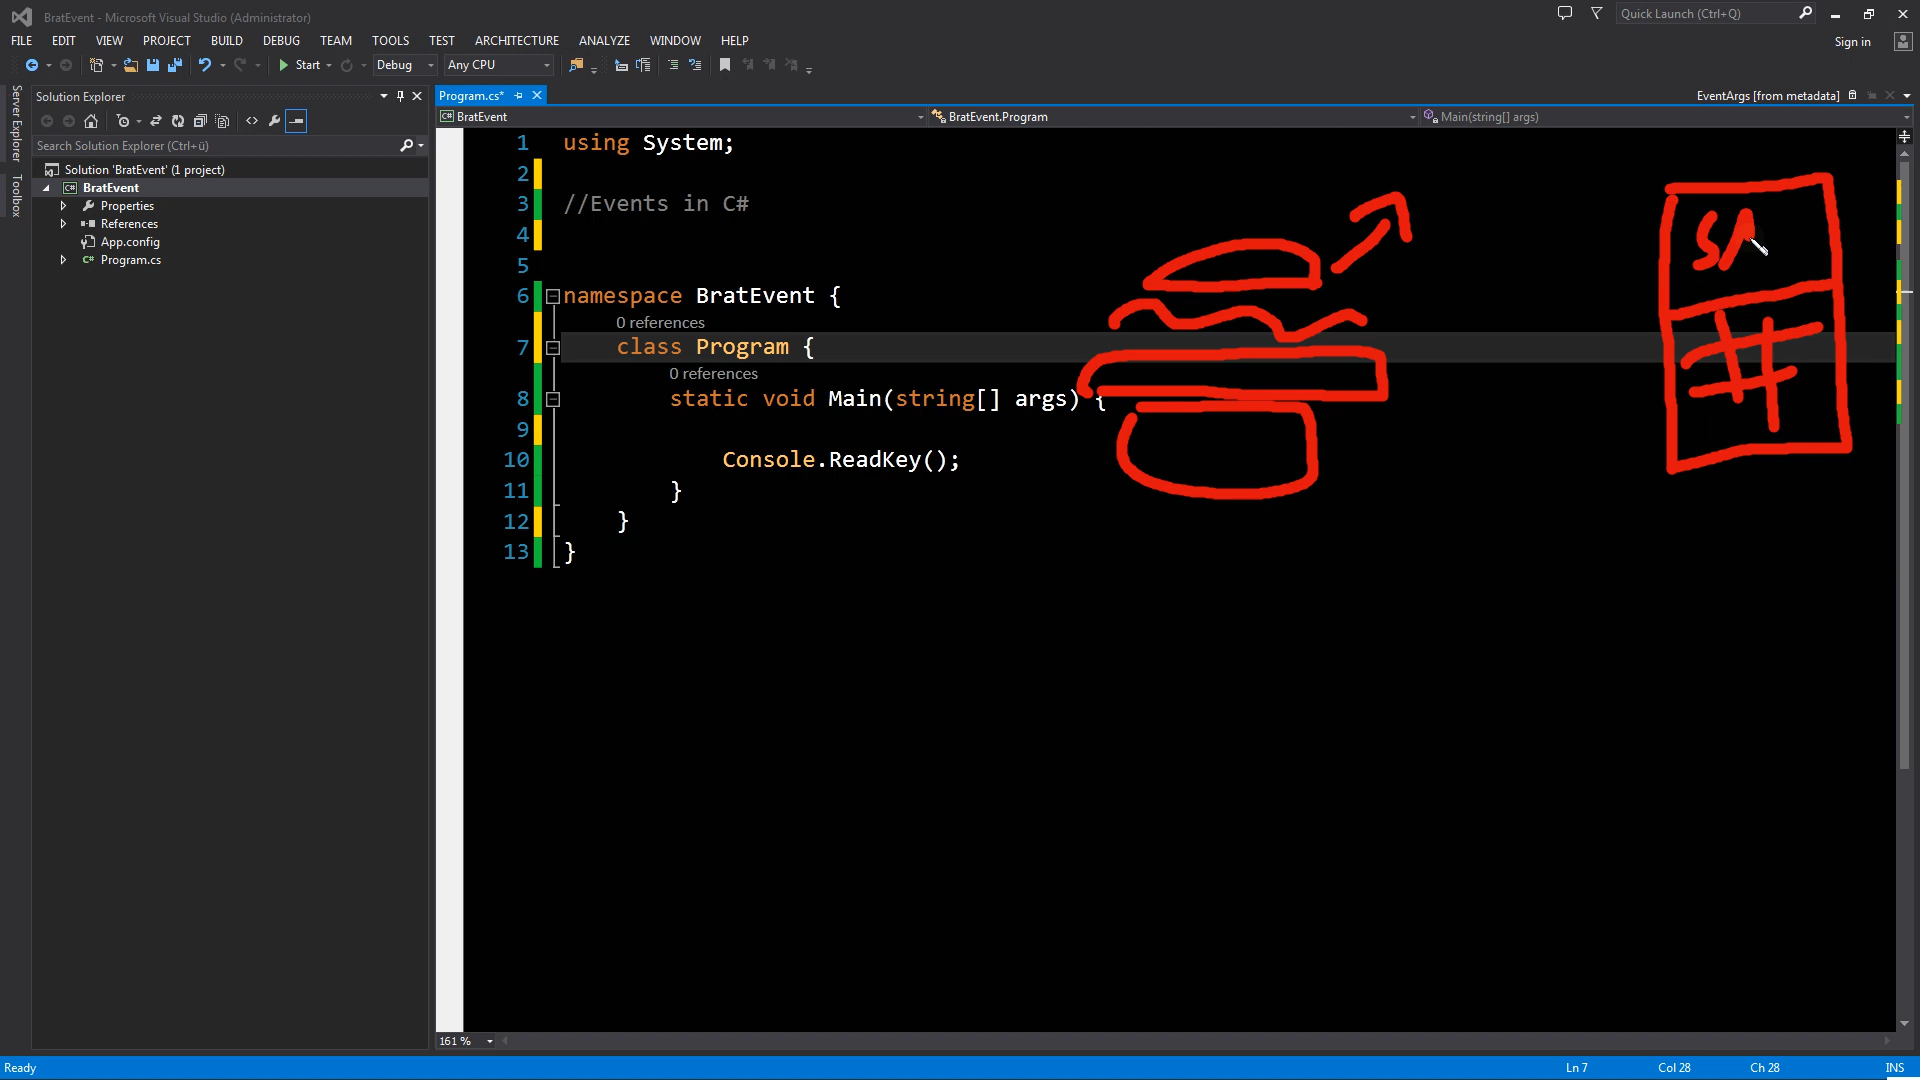 BratEvent - Microsoft Visual Studio (Administrator)
Quick Launch (Ctrl+Q)
FILE EDIT VIEW PROJECT BUILD DEBUG TEAM TOOLS TEST ARCHITECTURE ANALYZE WINDOW HELP
Sign in
Start Debug Any CPU
Server Explorer
Toolbox
Solution Explorer
Search Solution Explorer (Ctrl+ü)
Solution 'BratEvent' (1 project)
C# BratEvent
Properties
References
App.config
C# Program.cs
Program.cs*
EventArgs [from metadata]
C# BratEvent
BratEvent.Program
Main(string[] args)
1 using System;
2
3 //Events in C#
4
5
6 namespace BratEvent {
0 references
7 class Program {
0 references
8 static void Main(string[] args) {
9
10 Console.ReadKey();
11 }
12 }
13 }
SA
161 %
Ready
Ln 7 Col 28 Ch 28 INS